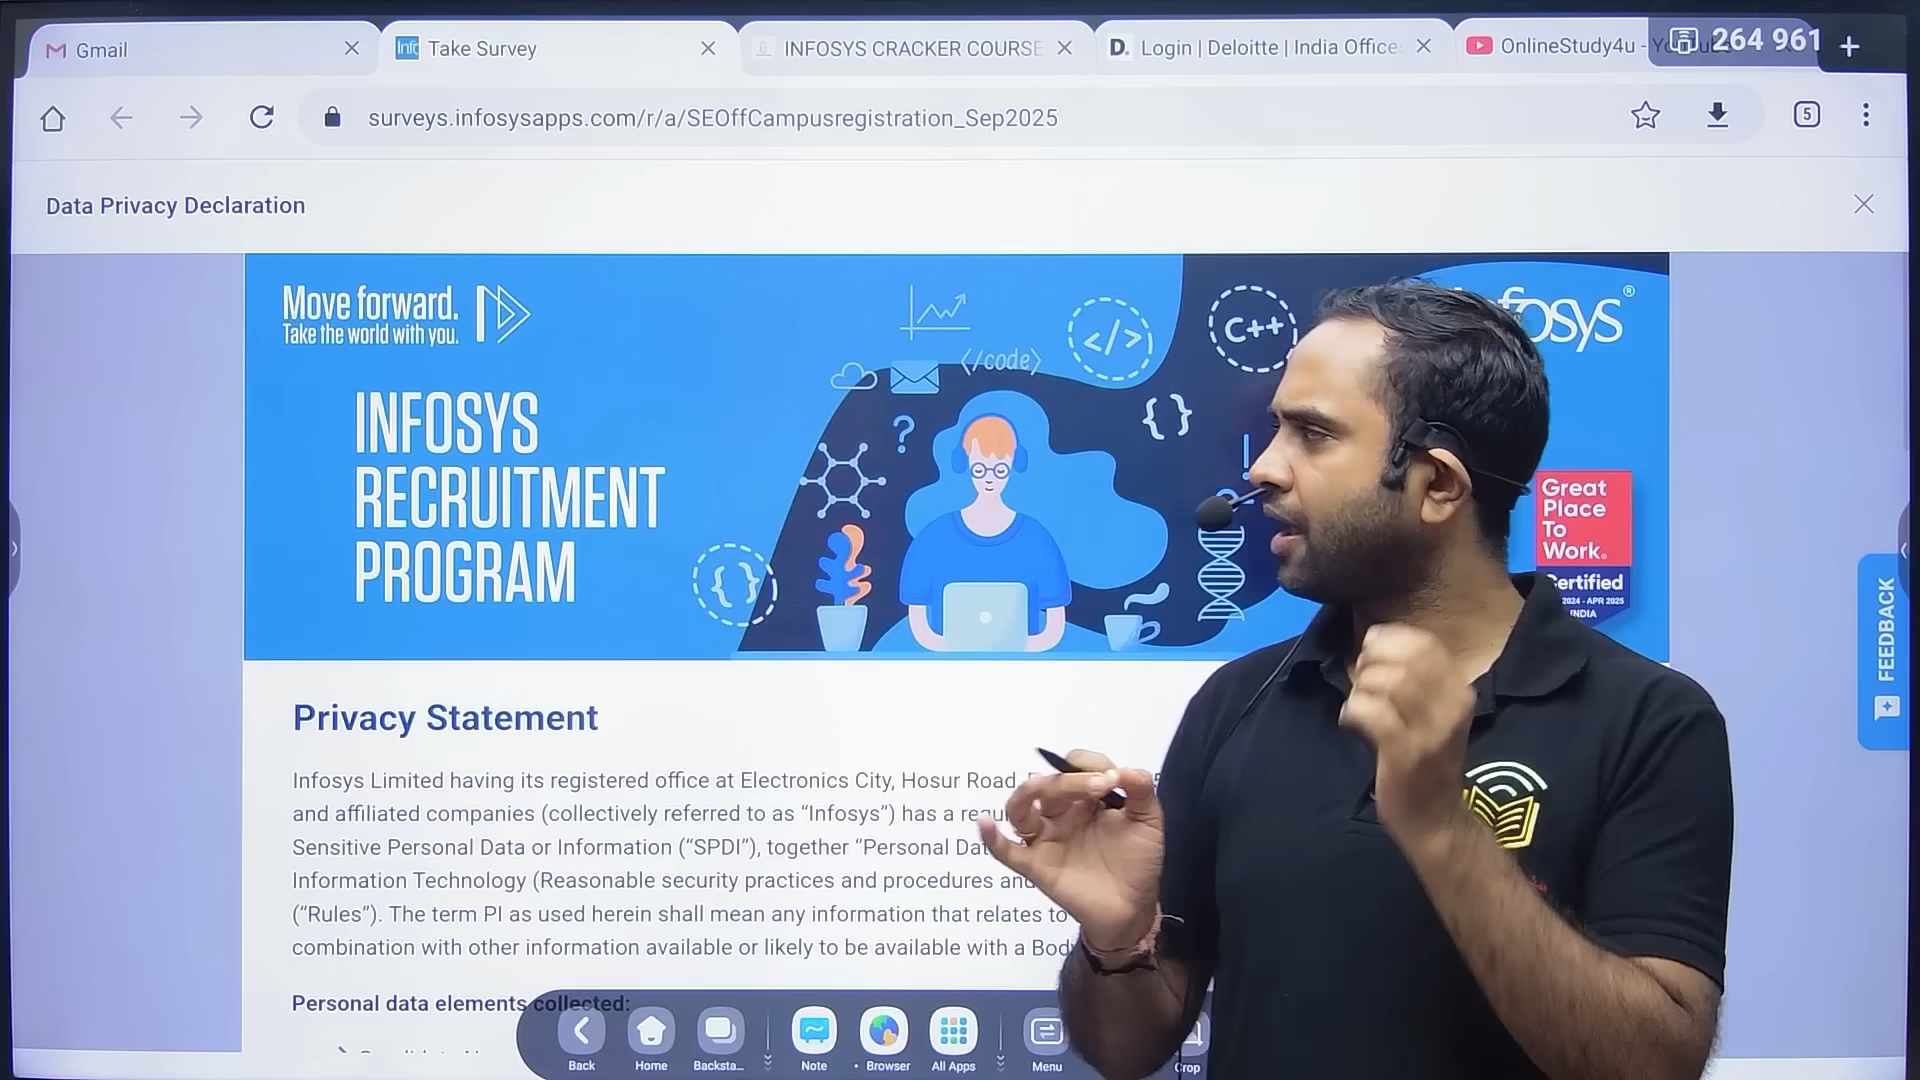 Gmail
Take Survey
INFOSYS CRACKER COURSE
D. Login | Deloitte | India Office
OnlineStudy4u -
264 961
surveys.infosysapps.com/r/a/SEOffCampusregistration_Sep2025
5
Data Privacy Declaration
Move forward.
Take the world with you.
</code>
</>
C++
{ }
?
{ }
INFOSYS
RECRUITMENT
PROGRAM
Great
Place
To
Work.
Certified
2024 - APR 2025
INDIA
FEEDBACK
Privacy Statement
Infosys Limited having its registered office at Electronics City, Hosur Road,
and affiliated companies (collectively referred to as “Infosys”) has a
Sensitive Personal Data or Information (“SPDI”), together “Personal
Information Technology (Reasonable security practices and procedures and
(“Rules”). The term PI as used herein shall mean any information that relates to
combination with other information available or likely to be available with a
Personal data elements collected:
Back
Home
Backsta...
Note
Browser
All Apps
Menu